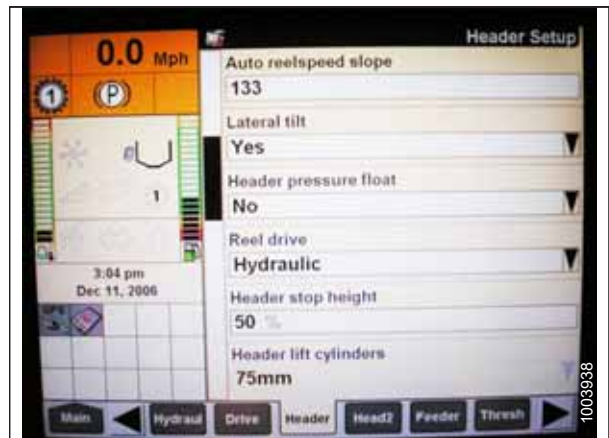 Header Setup
0.0 Mph
1
(P)
1
3:04 pm
Dec 11, 2006
Auto reelspeed slope
133
Lateral tilt
Yes
Header pressure float
No
Reel drive
Hydraulic
Header stop height
50 %
Header lift cylinders
75mm
Main
Hydraul
Drive
Header
Head2
Feeder
Thresh
1003938